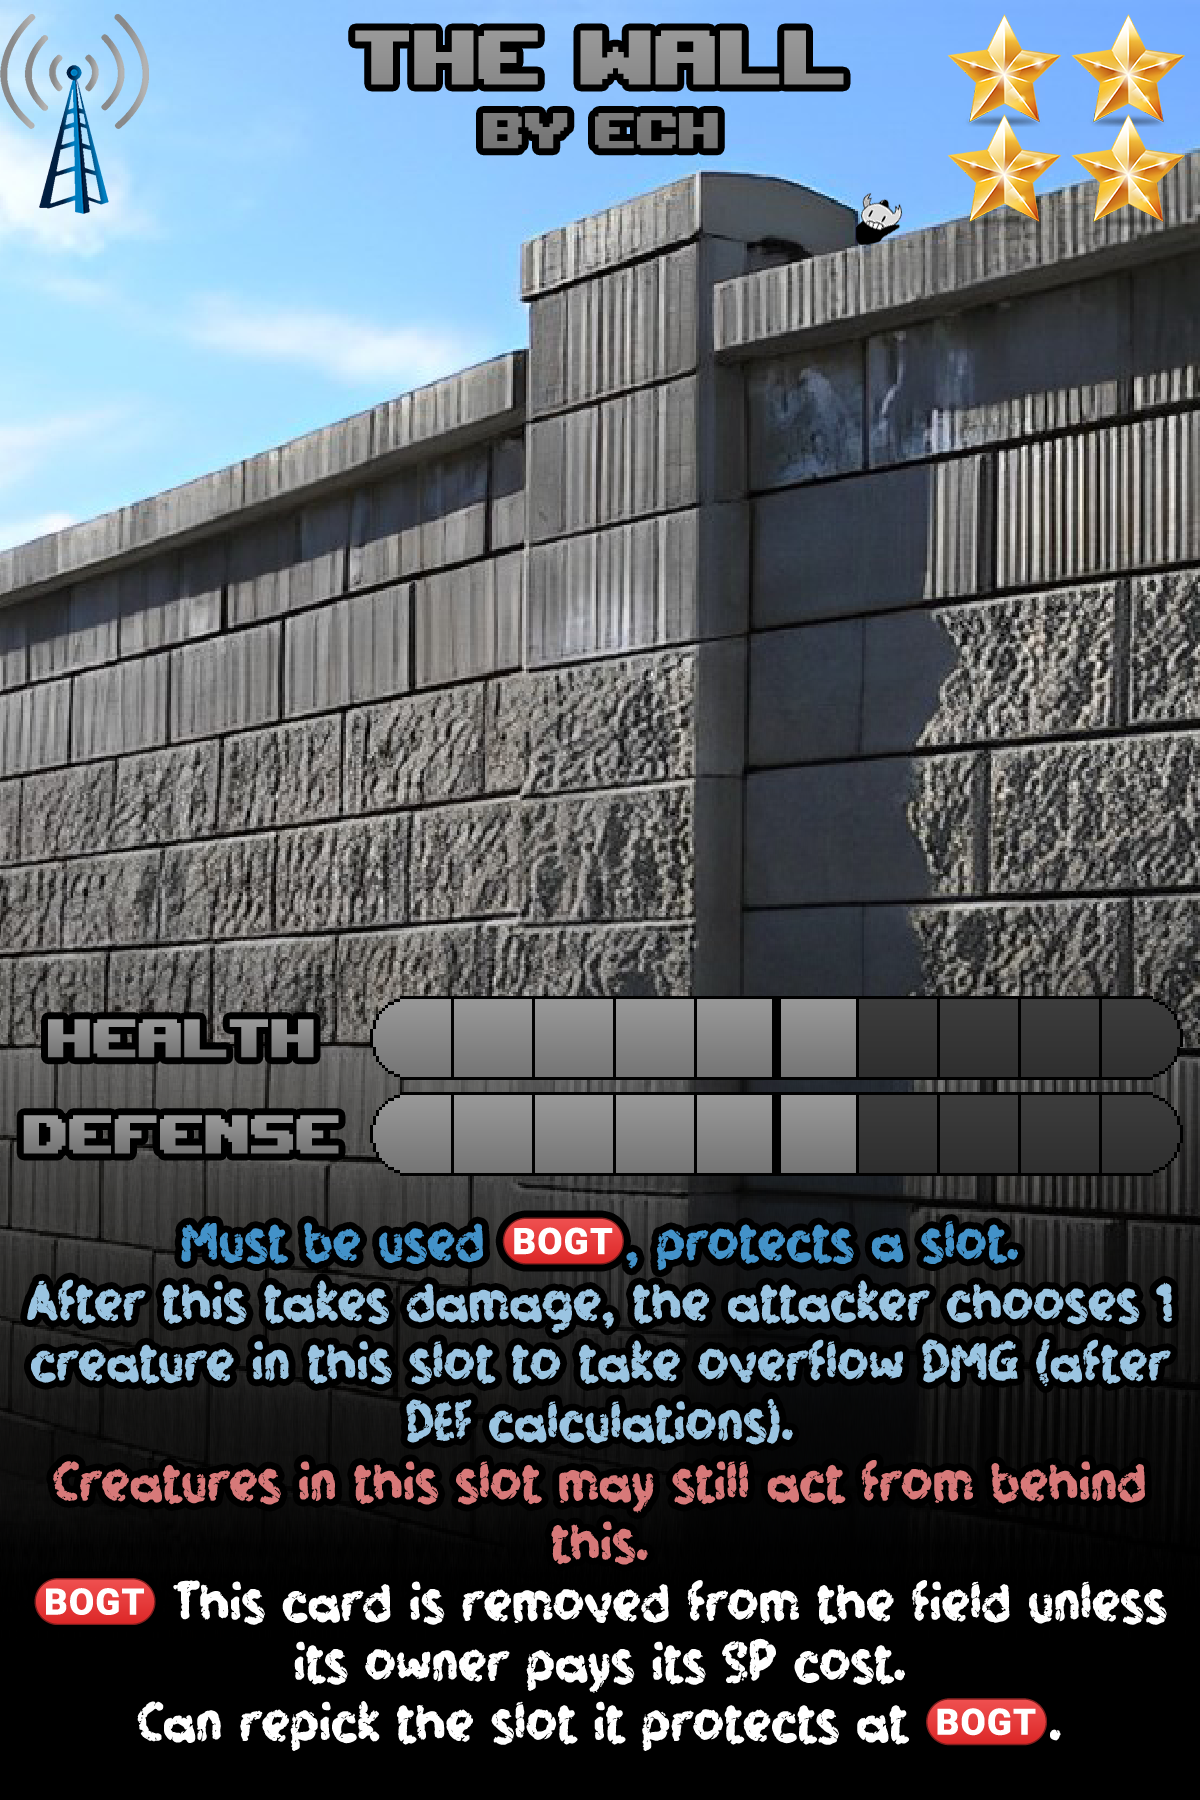 THE WALL
BY ECH
HEALTH
DEFENSE
Must be used BOGT, protects a slot.
After this takes damage, the attacker chooses 1
creature in this slot to take overflow DMG (after
DEF calculations).
Creatures in this slot may still act from behind
this.
BOGT This card is removed from the field unless
its owner pays its SP cost.
Can repick the slot it protects at BOGT.